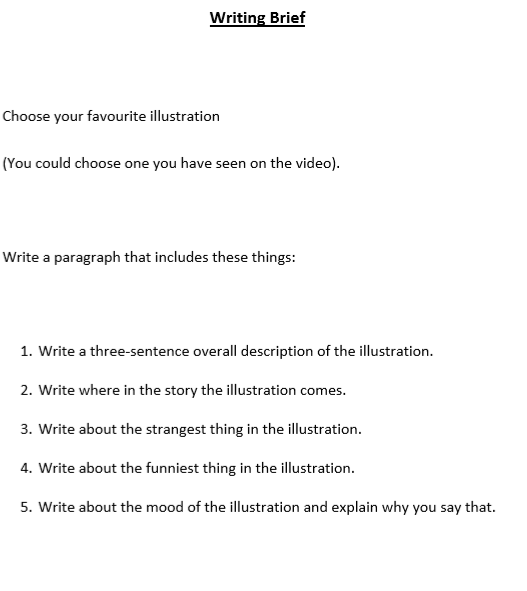 Writing Brief
Choose your favourite illustration
(You could choose one you have seen on the video).
Write a paragraph that includes these things:
1. Write a three-sentence overall description of the illustration.
2. Write where in the story the illustration comes.
3. Write about the strangest thing in the illustration.
4. Write about the funniest thing in the illustration.
5. Write about the mood of the illustration and explain why you say that.